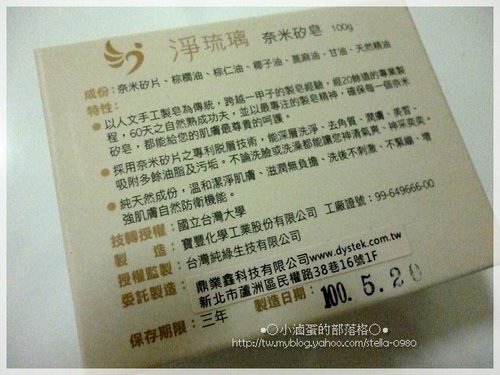 淨琉璃 奈米矽皂 100g
成份:奈米矽片、棕櫚油、棕仁油、椰子油、蓖麻油、甘油、天然精油
特性:
●以人文手工製皂為傳統,跨越一甲子的製皂經驗,經20餘道的專業製
程,60天之自然熟成功夫,並以最專注的製皂精神,確保每一個奈米
矽皂,都能給您的肌膚最尊貴的呵護。
●採用奈米矽片之專利脫層技術,能深層洗淨、去角質、潤膚、美皙、
吸附多餘油脂及污垢。不論洗臉或洗澡都能讓您神清氣爽、神采奕奕。
●純天然成份,溫和潔淨肌膚、滋潤無負擔、洗後不刺激、不緊繃、增
強肌膚自然防衛機能。
技轉授權:國立台灣大學
製造:寶豐化學工業股份有限公司 工廠證號:99-649666-00
授權監製:台灣純綠生技有限公司
委託製造:鼎業鑫科技有限公司www.dystek.com.tw
新北市蘆洲區民權路38巷16號1F
製造日期:100.5.20
保存期限:三年
●○小滷蛋的部落格○●
http://tw.myblog.yahoo.com/stella-0980